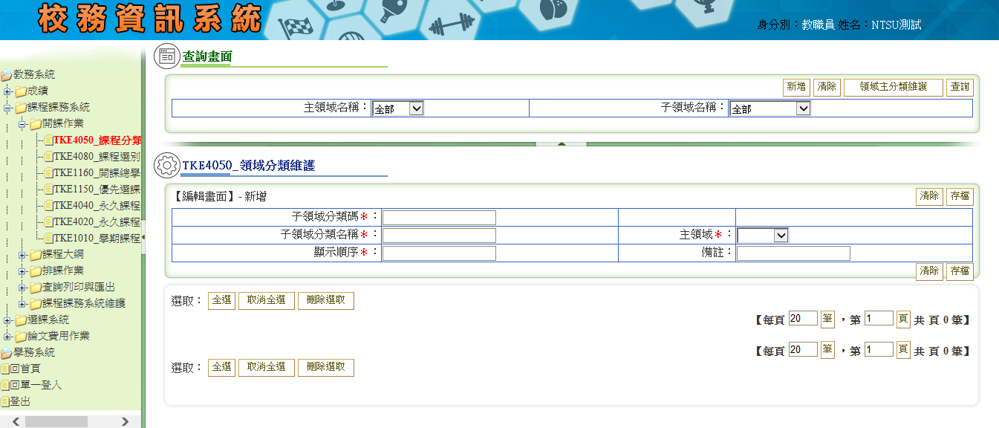 校務資訊系統
身分別：教職員 姓名：NTSU測試
教務系統
成績
課程課務系統
開課作業
TKE4050_課程分類
TKE4080_課程選別
TKE1160_開課總學
TKE1150_優先選課
TKE4040_永久課程
TKE4020_永久課程
TKE1010_學期課程
課程大綱
排課作業
查詢列印與匯出
課程課務系統維護
選課系統
論文費用作業
學務系統
回首頁
回單一登入
登出
查詢畫面
新增 清除 領域主分類維護 查詢
主領域名稱： 全部 子領域名稱： 全部
TKE4050_領域分類維護
【編輯畫面】- 新增 清除 存檔
子領域分類碼*：
子領域分類名稱*： 主領域*：
顯示順序*： 備註：
清除 存檔
選取： 全選 取消全選 刪除選取
【每頁 20 筆，第 1 頁 共 頁 0 筆】
【每頁 20 筆，第 1 頁 共 頁 0 筆】
選取： 全選 取消全選 刪除選取